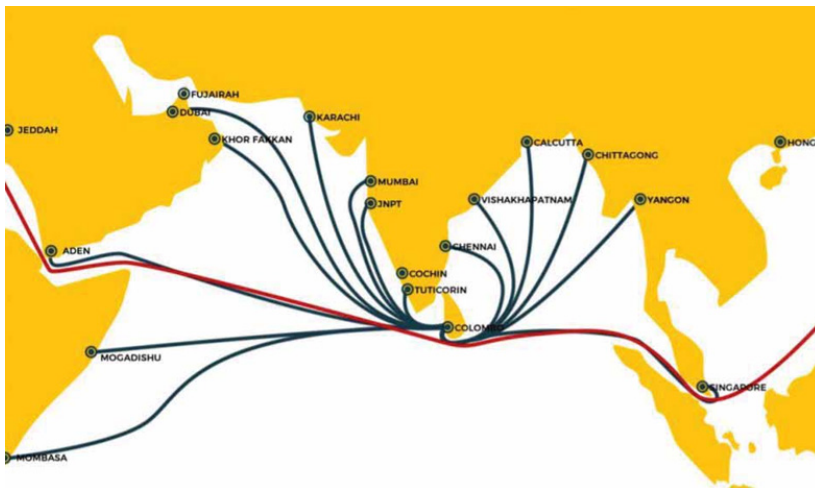 FUJAIRAH
DUBAI
KARACHI
JEDDAH
KHOR FAKKAN
CALCUTTA
HONG
CHITTAGONG
MUMBAI
JNPT
VISHAKHAPATNAM
YANGON
ADEN
CHENNAI
COCHIN
TUTICORIN
COLOMBO
MOGADISHU
SINGAPORE
MOMBASA